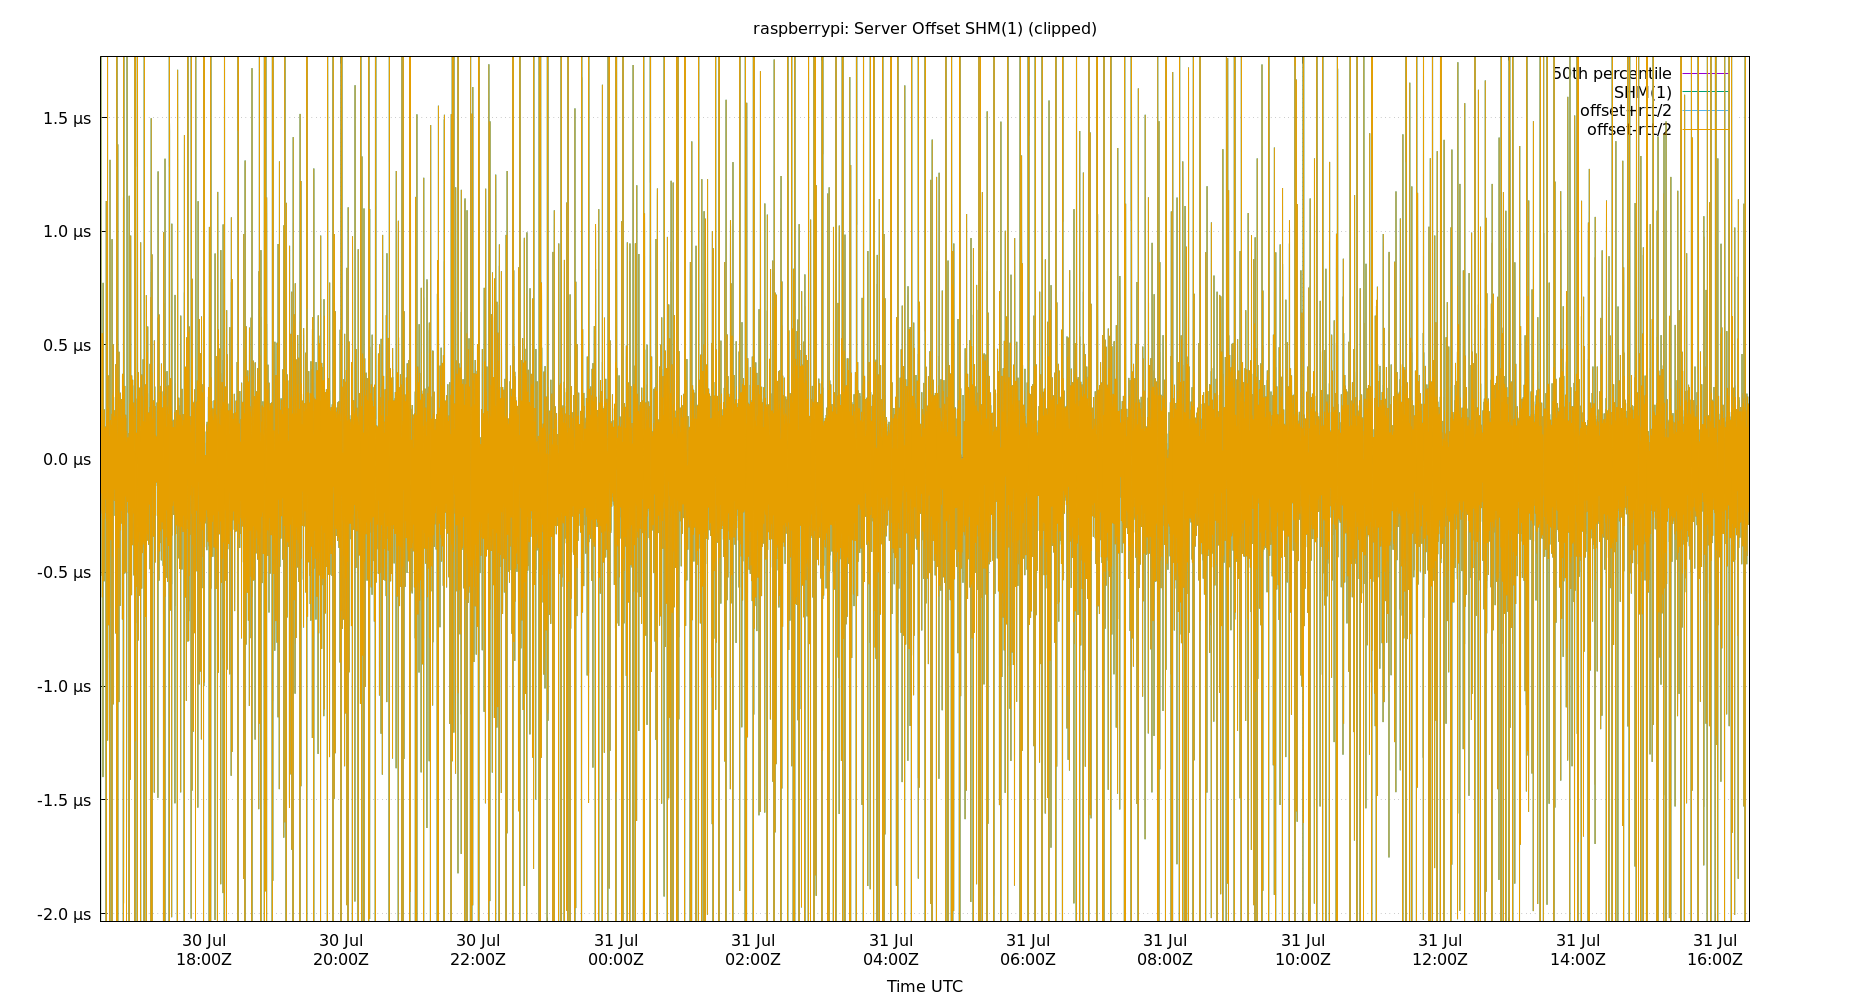 raspberrypi: Server Offset SHM(1) (clipped)
50th percentile
SHM(1)
offset+rtt/2
offset-rtt/2
1.5 µs
1.0 µs
0.5 µs
0.0 µs
-0.5 µs
-1.0 µs
-1.5 µs
-2.0 µs
30 Jul 30 Jul 30 Jul 31 Jul 31 Jul 31 Jul 31 Jul 31 Jul 31 Jul 31 Jul 31 Jul 31 Jul
18:00Z 20:00Z 22:00Z 00:00Z 02:00Z 04:00Z 06:00Z 08:00Z 10:00Z 12:00Z 14:00Z 16:00Z
Time UTC